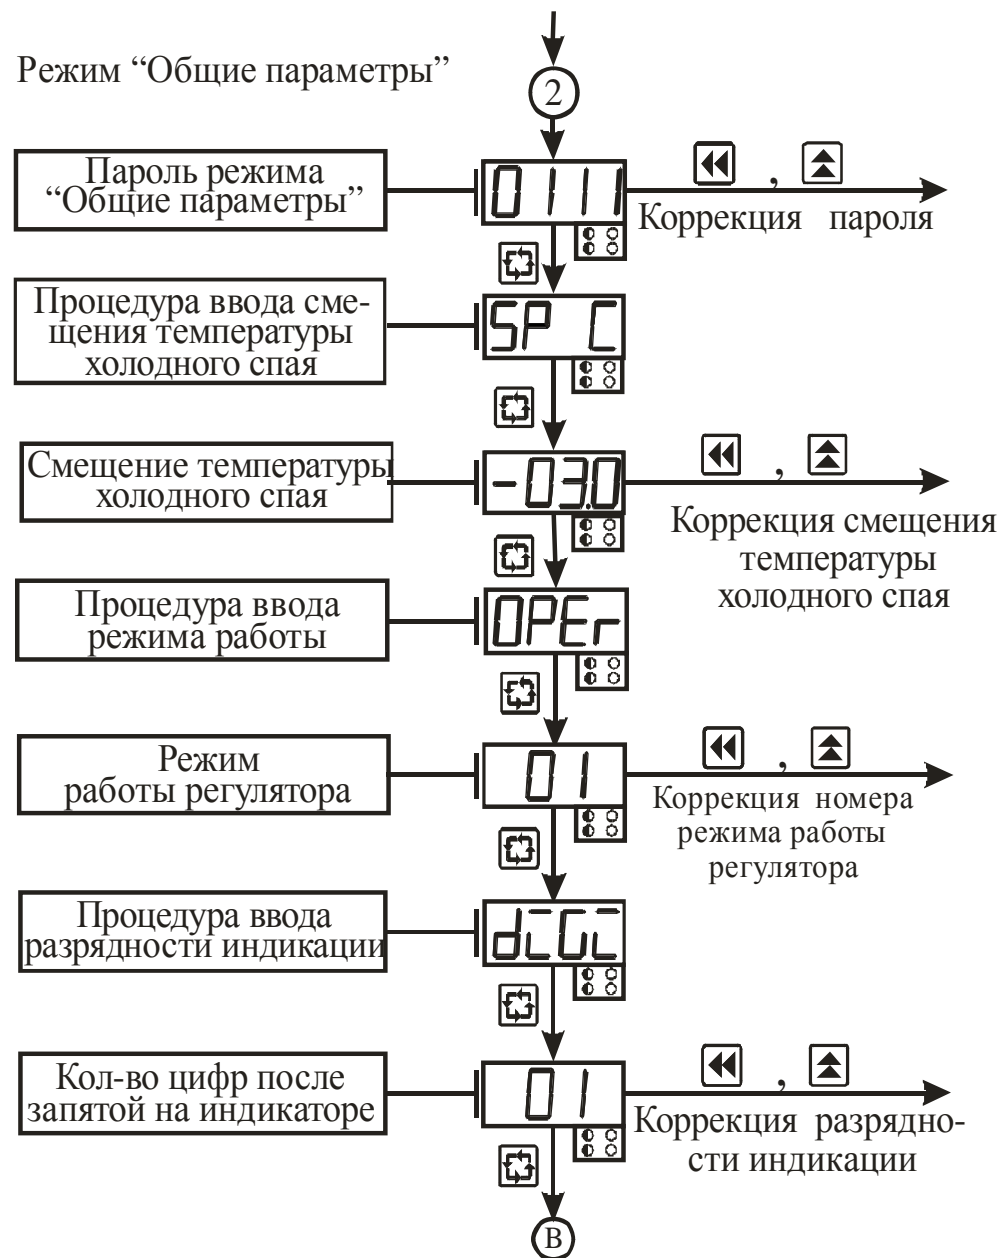 Режим “Общие параметры”
2
Пароль режима
“Общие параметры”
0111
,
Коррекция пароля
Процедура ввода сме-
щения температуры
холодного спая
SP C
Смещение температуры
холодного спая
-03.0
,
Коррекция смещения
температуры
холодного спая
Процедура ввода
режима работы
OPEr
Режим
работы регулятора
01
,
Коррекция номера
режима работы
регулятора
Процедура ввода
разрядности индикации
diGi
Кол-во цифр после
запятой на индикаторе
01
,
Коррекция разрядно-
сти индикации
B